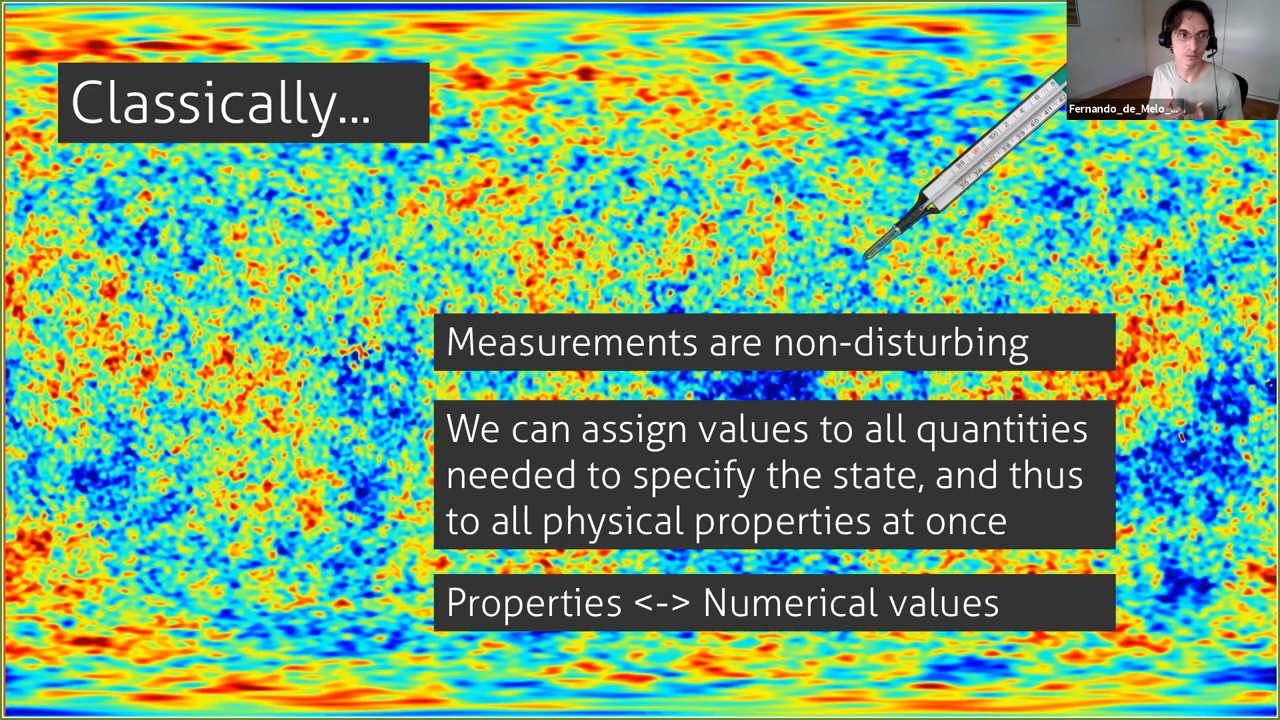 Classically...
Fernando_de_Melo_...
Measurements are non-disturbing
We can assign values to all quantities
needed to specify the state, and thus
to all physical properties at once
Properties <-> Numerical values